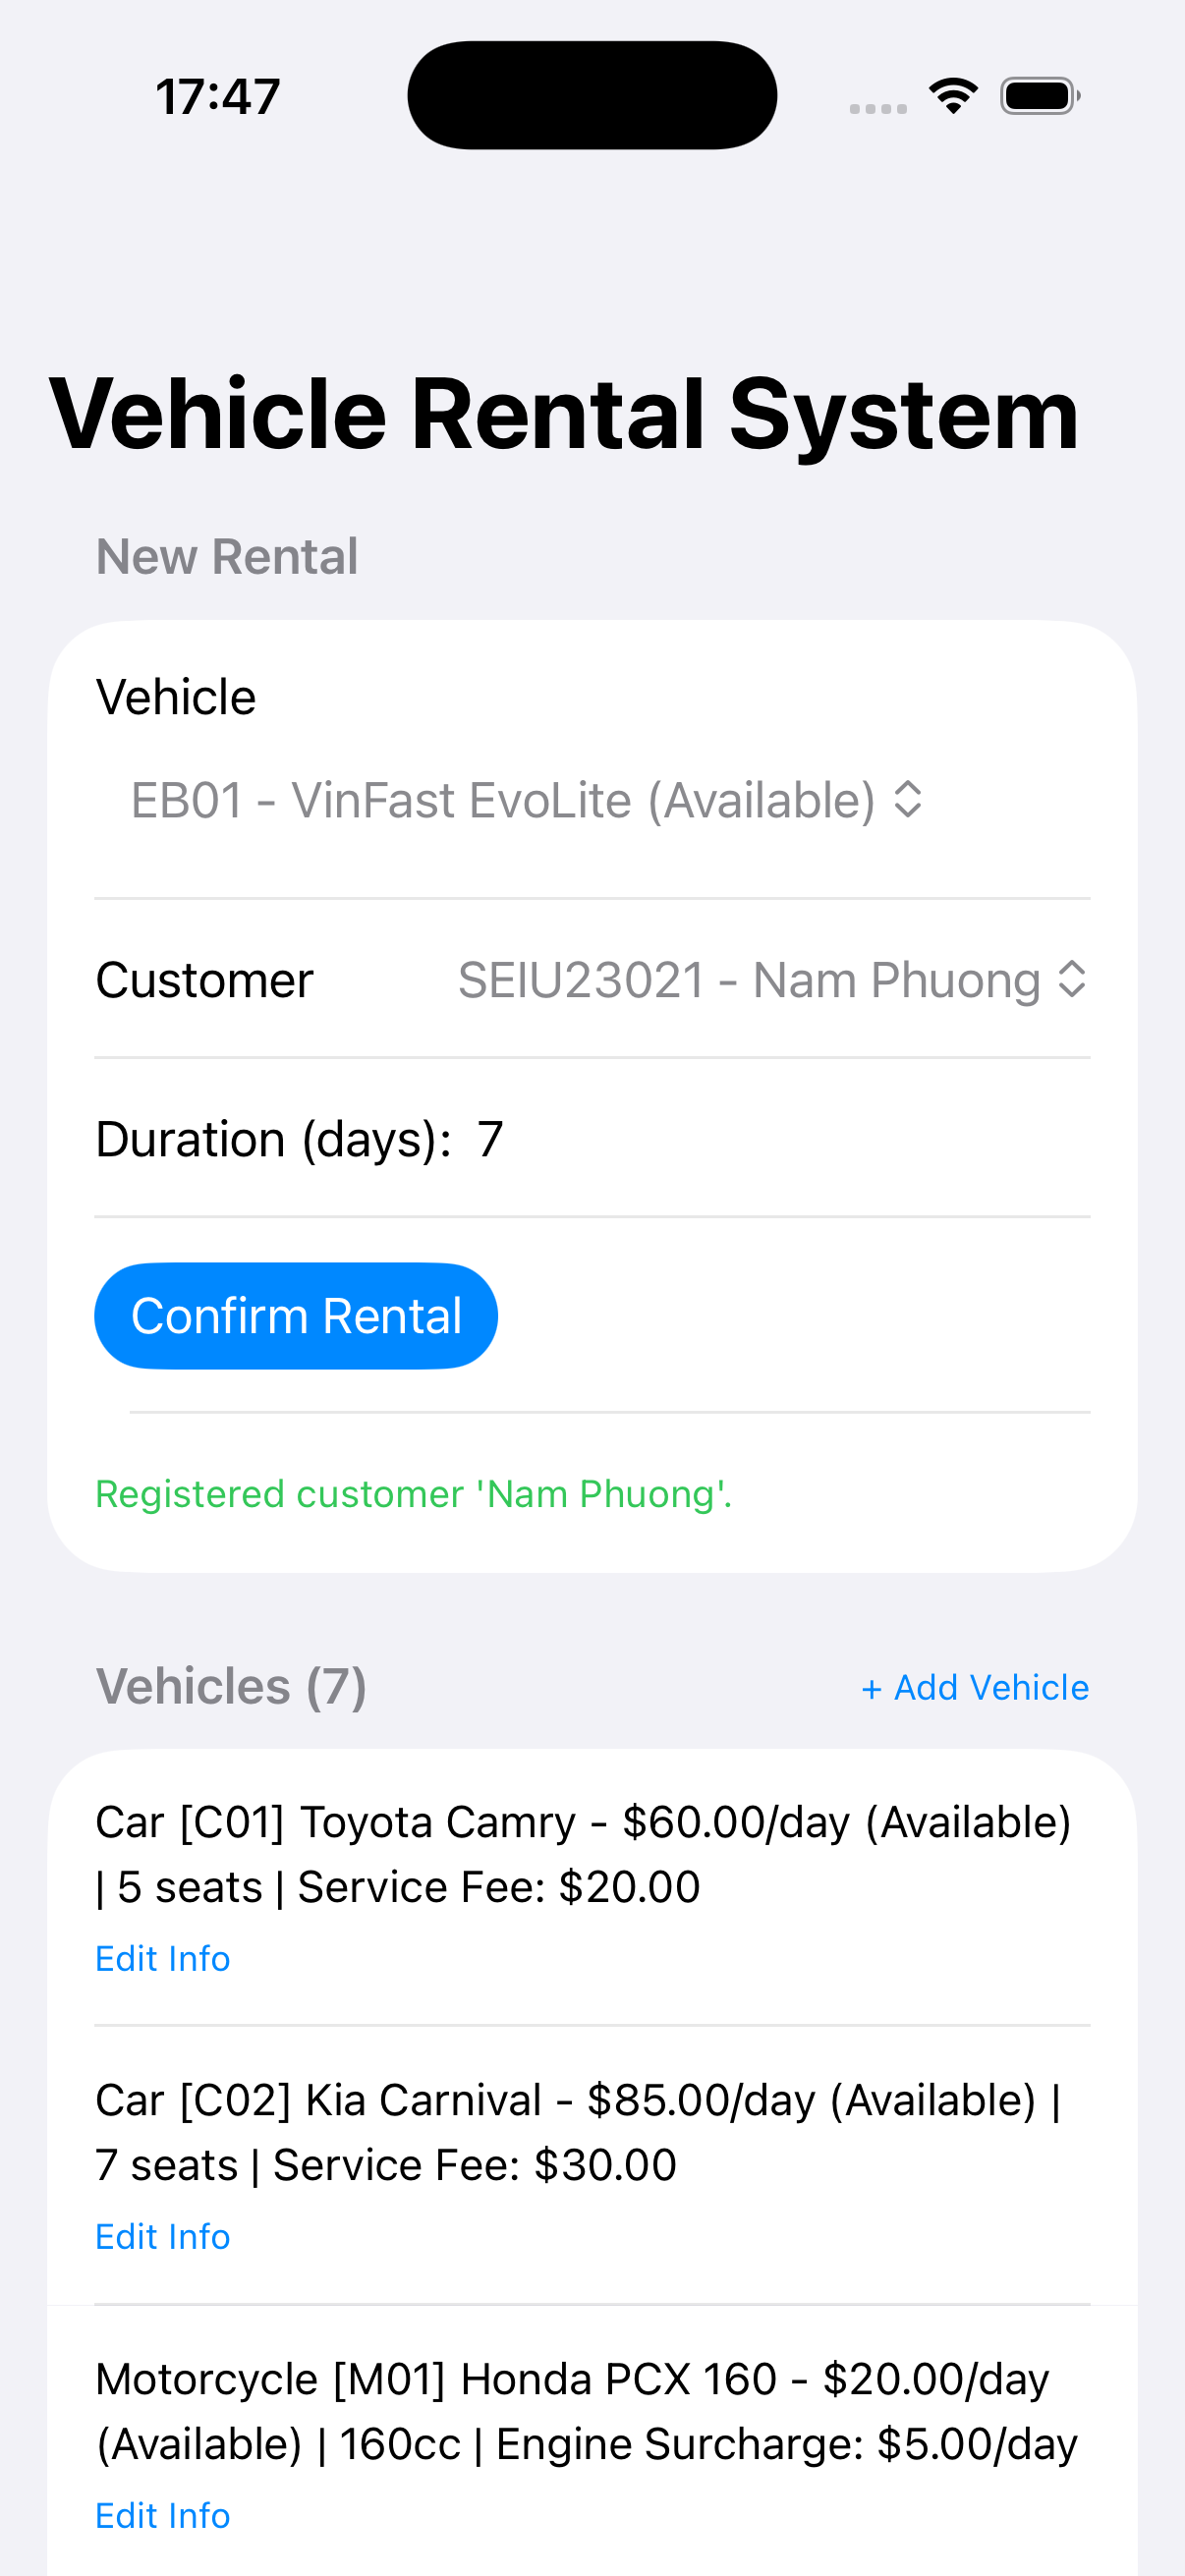 17:47
Vehicle Rental System
New Rental
Vehicle
EB01 - VinFast EvoLite (Available)
Customer SEIU23021 - Nam Phuong
Duration (days): 7
Confirm Rental
Registered customer 'Nam Phuong'.
Vehicles (7) + Add Vehicle
Car [C01] Toyota Camry - $60.00/day (Available)
| 5 seats | Service Fee: $20.00
Edit Info
Car [C02] Kia Carnival - $85.00/day (Available) |
7 seats | Service Fee: $30.00
Edit Info
Motorcycle [M01] Honda PCX 160 - $20.00/day
(Available) | 160cc | Engine Surcharge: $5.00/day
Edit Info